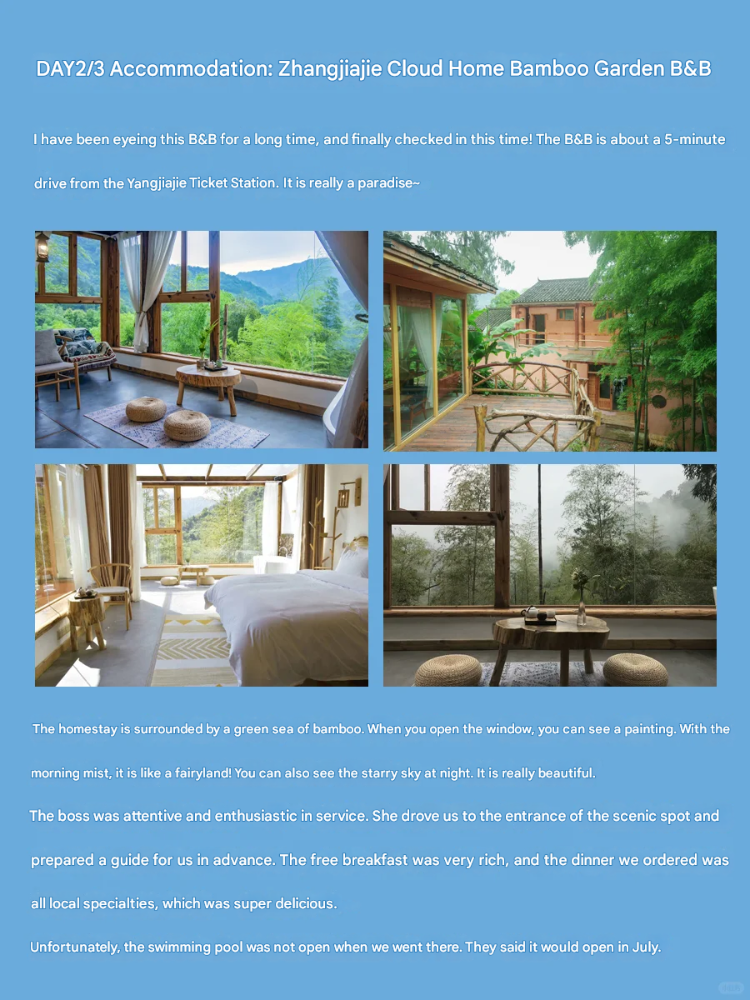 DAY2/3 Accommodation: Zhangjiajie Cloud Home Bamboo Garden B&B
I have been eyeing this B&B for a long time, and finally checked in this time! The B&B is about a 5-minute
drive from the Yangjiajie Ticket Station. It is really a paradise~
The homestay is surrounded by a green sea of bamboo. When you open the window, you can see a painting. With the
morning mist, it is like a fairyland! You can also see the starry sky at night. It is really beautiful.
The boss was attentive and enthusiastic in service. She drove us to the entrance of the scenic spot and
prepared a guide for us in advance. The free breakfast was very rich, and the dinner we ordered was
all local specialties, which was super delicious.
Unfortunately, the swimming pool was not open when we went there. They said it would open in July.